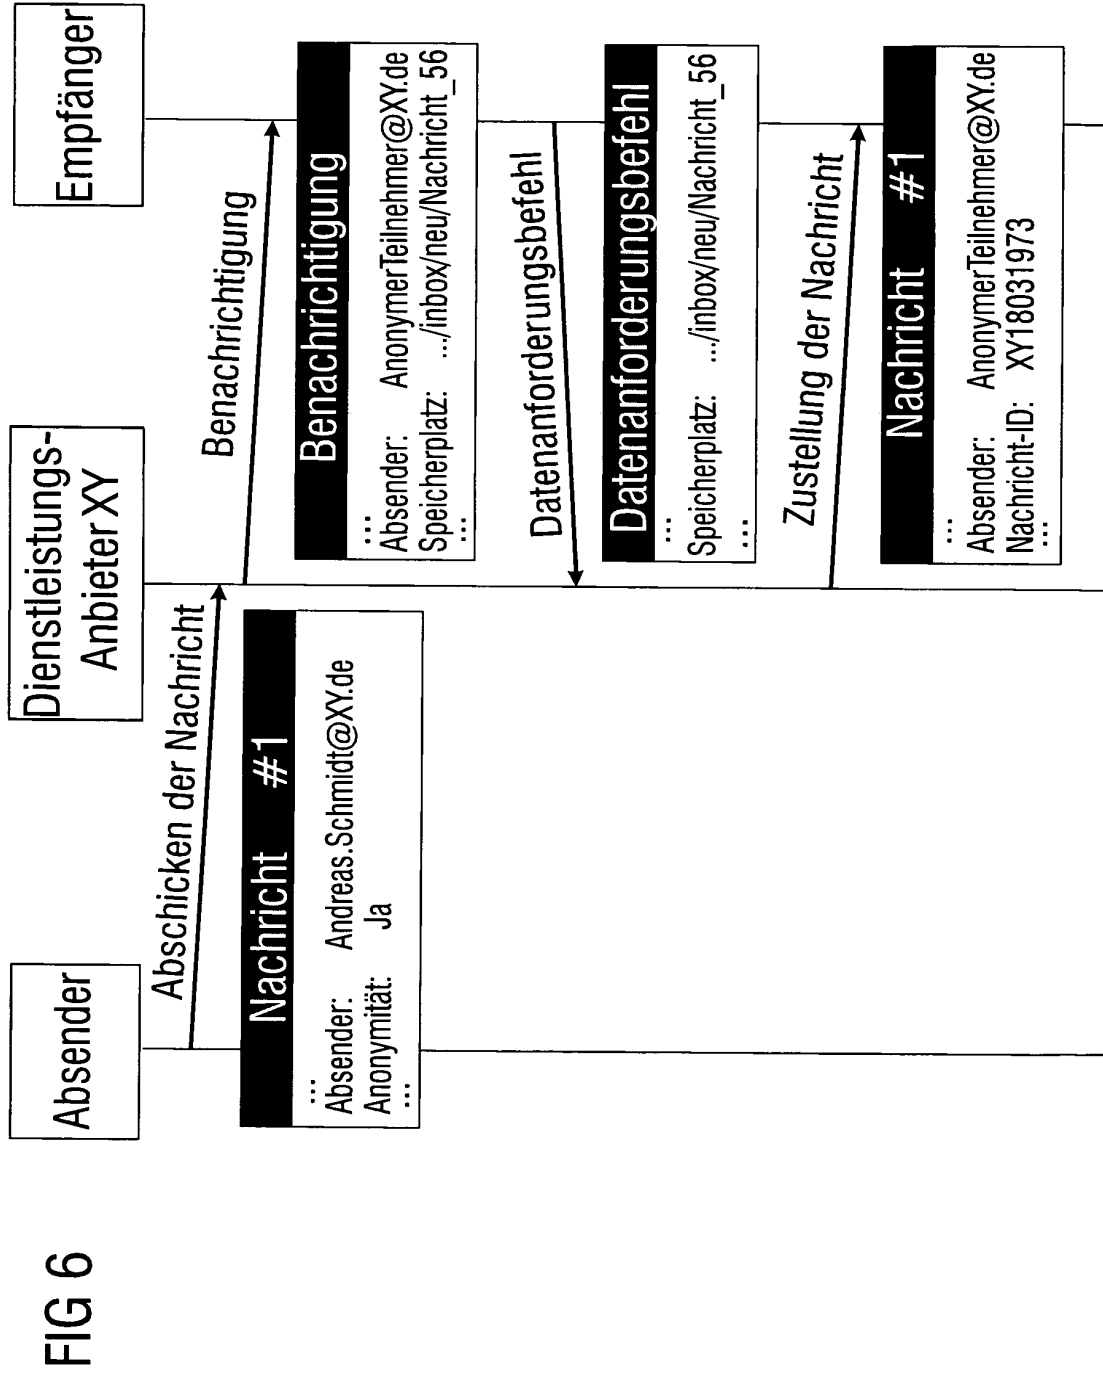 FIG 6
Absender
Dienstleistungs-
Anbieter XY
Empfänger
Abschicken der Nachricht
Nachricht #1
...
Absender: Andreas.Schmidt@XY.de
Anonymität: Ja
...
Benachrichtigung
Benachrichtigung
...
Absender: AnonymerTeilnehmer@XY.de
Speicherplatz: .../inbox/neu/Nachricht_56
...
Datenanforderungsbefehl
Datenanforderungsbefehl
...
Speicherplatz: .../inbox/neu/Nachricht_56
...
Zustellung der Nachricht
Nachricht #1
...
Absender: AnonymerTeilnehmer@XY.de
Nachricht-ID: XY18031973
...